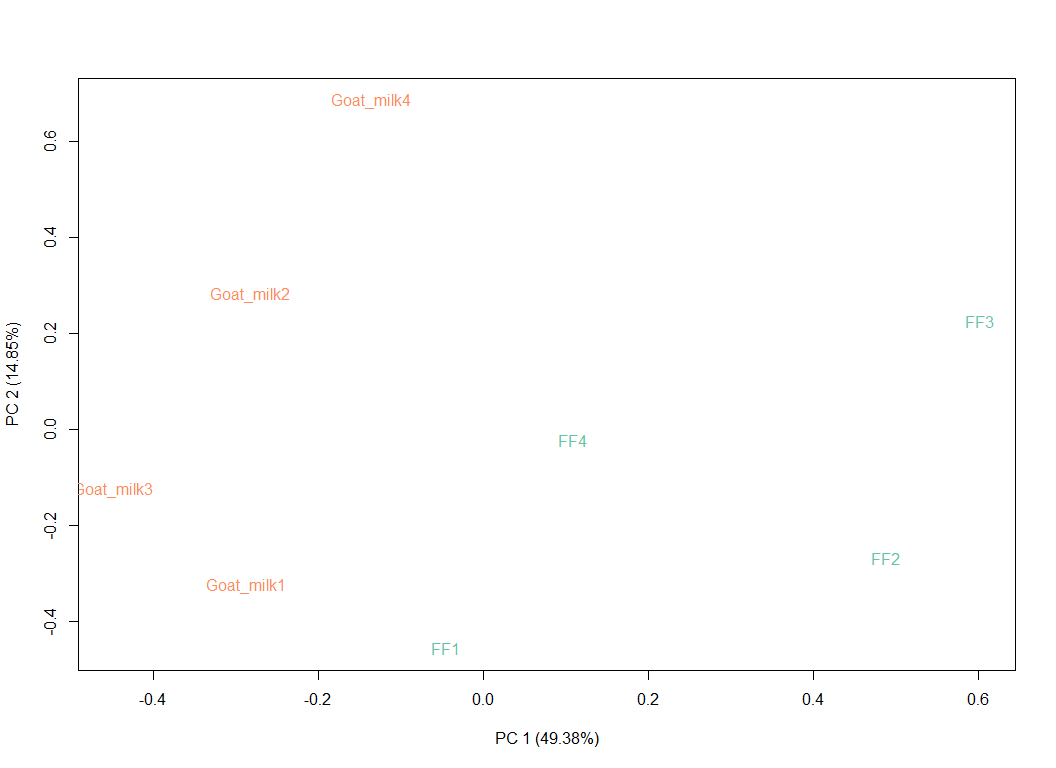 Goat_milk4
Goat_milk2
FF3
FF4
Goat_milk3
FF2
Goat_milk1
FF1
PC 2 (14.85%)
0.6
0.4
0.2
0.0
-0.2
-0.4
-0.4
-0.2
0.0
0.2
0.4
0.6
PC 1 (49.38%)